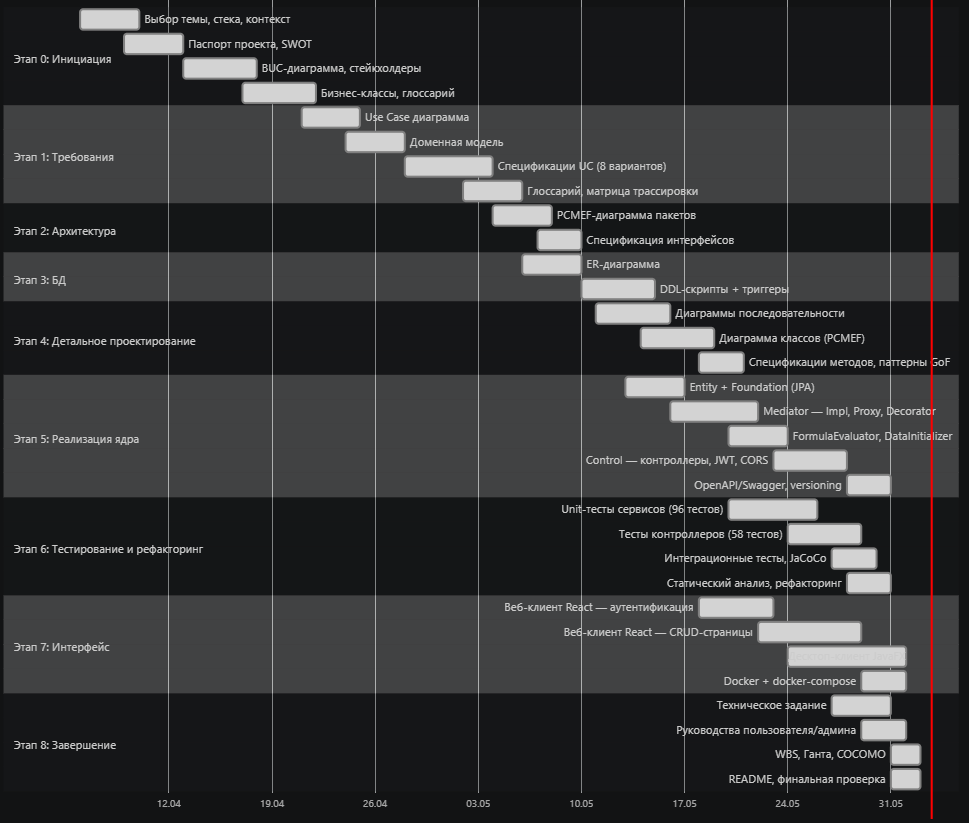 Выбор темы, стека, контекст
Паспорт проекта, SWOT
Этап 0: Инициация
BUC-диаграмма, стейкхолдеры
Бизнес-классы, глоссарий
Use Case диаграмма
Доменная модель
Этап 1: Требования
Спецификации UC (8 вариантов)
Глоссарий, матрица трассировки
PCMEF-диаграмма пакетов
Этап 2: Архитектура
Спецификация интерфейсов
ER-диаграмма
Этап 3: БД
DDL-скрипты + триггеры
Диаграммы последовательности
Этап 4: Детальное проектирование
Диаграмма классов (PCMEF)
Спецификации методов, паттерны GoF
Entity + Foundation (JPA)
Mediator — Impl, Proxy, Decorator
Этап 5: Реализация ядра
FormulaEvaluator, DataInitializer
Control — контроллеры, JWT, CORS
OpenAPI/Swagger, versioning
Unit-тесты сервисов (96 тестов)
Тесты контроллеров (58 тестов)
Этап 6: Тестирование и рефакторинг
Интеграционные тесты, JaCoCo
Статический анализ, рефакторинг
Веб-клиент React — аутентификация
Веб-клиент React — CRUD-страницы
Этап 7: Интерфейс
Docker + docker-compose
Техническое задание
Руководства пользователя/админа
Этап 8: Завершение
WBS, Ганта, COCOMO
README, финальная проверка
12.04 19.04 26.04 03.05 10.05 17.05 24.05 31.05